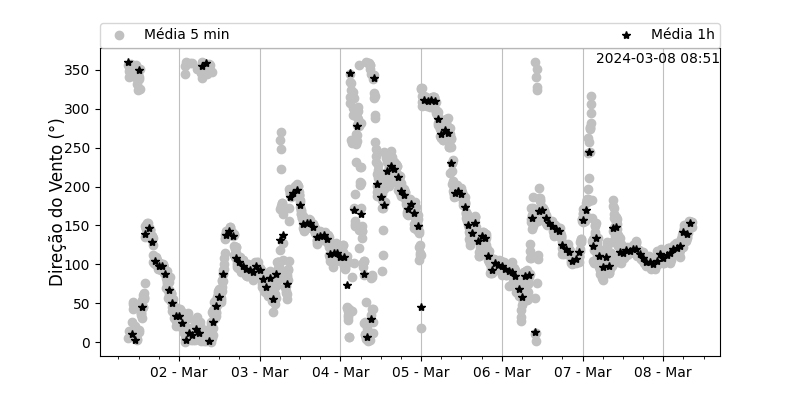 Média 5 min
Média 1h
2024-03-08 08:51
Direção do Vento (°)
350
300
250
200
150
100
50
0
02 - Mar
03 - Mar
04 - Mar
05 - Mar
06 - Mar
07 - Mar
08 - Mar